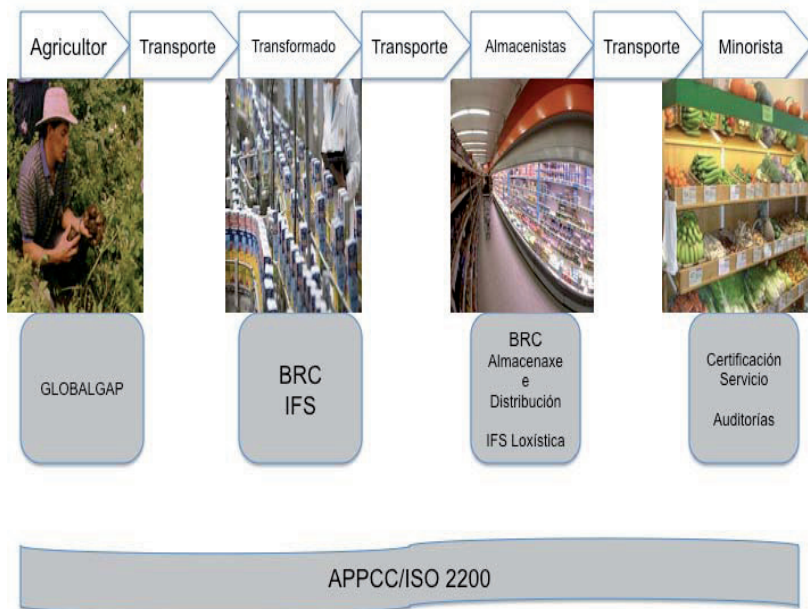 Agricultor
Transporte
Transformado
Transporte
Almacenistas
Transporte
Minorista
GLOBALGAP
BRC
IFS
BRC
Almacenaxe
e
Distribución
IFS Loxística
Certificación
Servicio
Auditorías
APPCC/ISO 2200